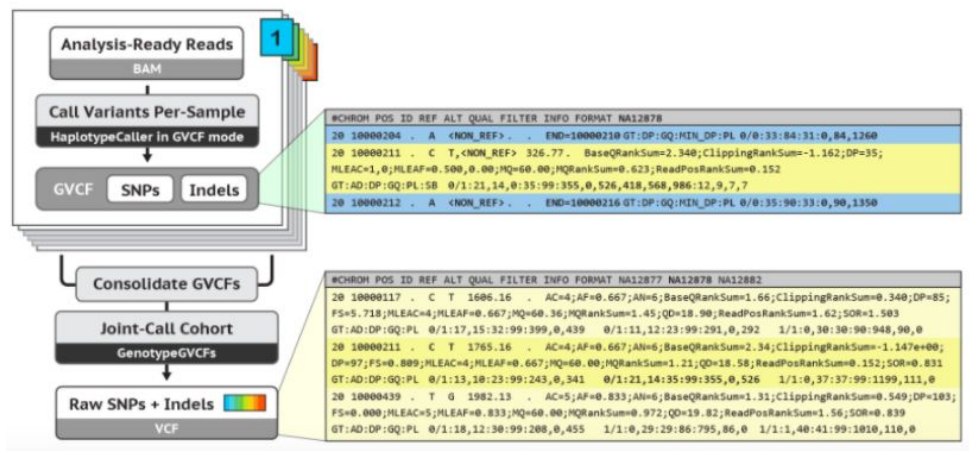 Analysis-Ready Reads
BAM
1
Call Variants Per-Sample
HaplotypeCaller in GVCF mode
GVCF SNPs Indels
#CHROM POS ID REF ALT QUAL FILTER INFO FORMAT NA12878
20 10000204 . A <NON_REF> . . END=10000210 GT:DP:GQ:MIN_DP:PL 0/0:33:84:31:0,84,1260
20 10000211 . C T,<NON_REF> 326.77 . BaseQRankSum=2.340;ClippingRankSum=-1.162;DP=35;
MLEAC=1,0;MLEAF=0.500,0.00;MQ=60.00;MQRankSum=0.623;ReadPosRankSum=0.152
GT:AD:DP:GQ:PL:SB 0/1:21,14,0:35:99:355,0,526,418,568,986:12,9,7,7
20 10000212 . A <NON_REF> . . END=10000216 GT:DP:GQ:MIN_DP:PL 0/0:35:90:33:0,90,1350
Consolidate GVCFs
Joint-Call Cohort
GenotypeGVCFs
Raw SNPs + Indels
VCF
#CHROM POS ID REF ALT QUAL FILTER INFO FORMAT NA12877 NA12878 NA12882
20 10000117 . C T 1606.16 . AC=4;AF=0.667;AN=6;BaseQRankSum=1.66;ClippingRankSum=0.340;DP=85;
FS=5.718;MLEAC=4;MLEAF=0.667;MQ=60.36;MQRankSum=1.45;QD=18.90;ReadPosRankSum=1.62;SOR=1.503
GT:AD:DP:GQ:PL 0/1:17,15:32:99:399,0,439 0/1:11,12:23:99:291,0,292 1/1:0,30:30:90:948,90,0
20 10000211 . C T 1765.16 . AC=4;AF=0.667;AN=6;BaseQRankSum=2.34;ClippingRankSum=-1.147e+00;
DP=97;FS=0.809;MLEAC=4;MLEAF=0.667;MQ=60.00;MQRankSum=1.21;QD=18.58;ReadPosRankSum=0.152;SOR=0.831
GT:AD:DP:GQ:PL 0/1:13,10:23:99:243,0,341 0/1:21,14:35:99:355,0,526 1/1:0,37:37:99:1199,111,0
20 10000439 . T G 1982.13 . AC=5;AF=0.833;AN=6;BaseQRankSum=1.31;ClippingRankSum=0.549;DP=103;
FS=0.000;MLEAC=5;MLEAF=0.833;MQ=60.00;MQRankSum=0.972;QD=19.82;ReadPosRankSum=1.56;SOR=0.839
GT:AD:DP:GQ:PL 0/1:18,12:30:99:208,0,455 1/1:0,29:29:86:795,86,0 1/1:1,40:41:99:1010,110,0